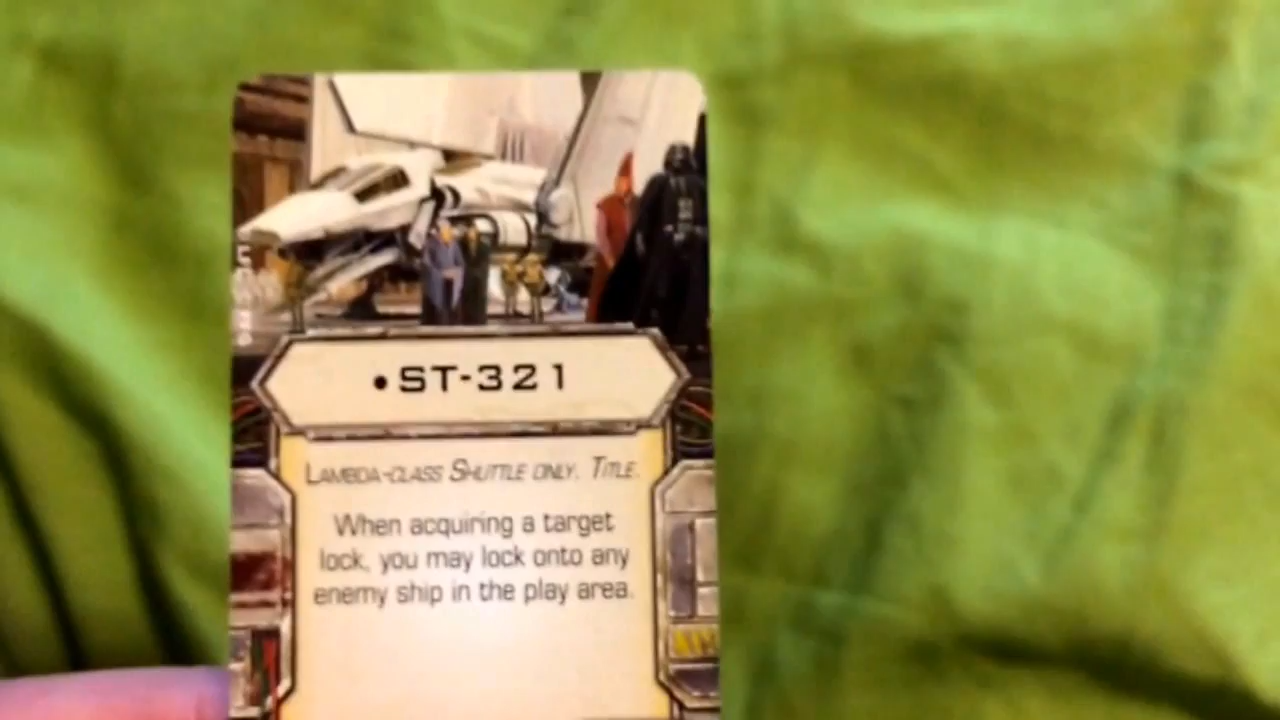 •ST-321
LAMBDA-CLASS SHUTTLE ONLY. TITLE.
When acquiring a target
lock, you may lock onto any
enemy ship in the play area.